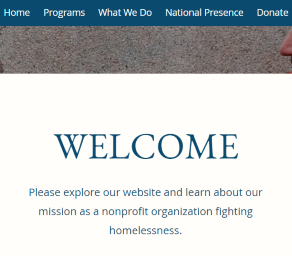 Home Programs What We Do National Presence Donate
WELCOME
Please explore our website and learn about our
mission as a nonprofit organization fighting
homelessness.